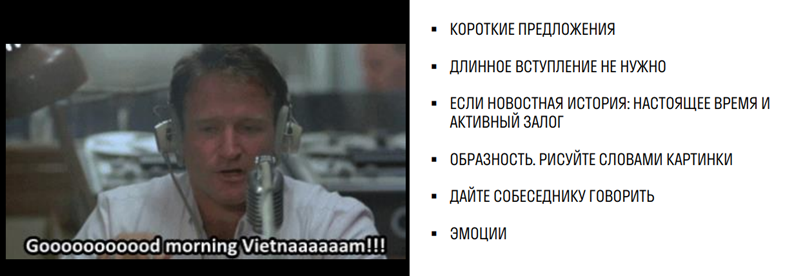 Gooooooooood morning Vietnaaaaaam!!!
КОРОТКИЕ ПРЕДЛОЖЕНИЯ
ДЛИННОЕ ВСТУПЛЕНИЕ НЕ НУЖНО
ЕСЛИ НОВОСТНАЯ ИСТОРИЯ: НАСТОЯЩЕЕ ВРЕМЯ И
АКТИВНЫЙ ЗАЛОГ
ОБРАЗНОСТЬ. РИСУЙТЕ СЛОВАМИ КАРТИНКИ
ДАЙТЕ СОБЕСЕДНИКУ ГОВОРИТЬ
ЭМОЦИИ